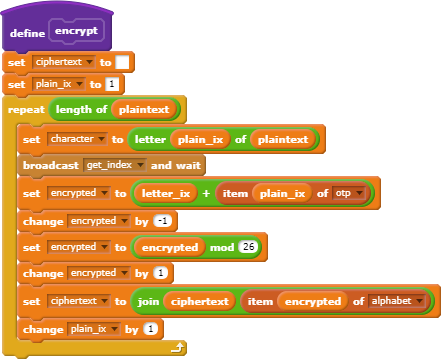 define encrypt
set ciphertext to
set plain_ix to 1
repeat length of plaintext
set character to letter plain_ix of plaintext
broadcast get_index and wait
set encrypted to letter_ix + item plain_ix of otp
change encrypted by -1
set encrypted to encrypted mod 26
change encrypted by 1
set ciphertext to join ciphertext item encrypted of alphabet
change plain_ix by 1